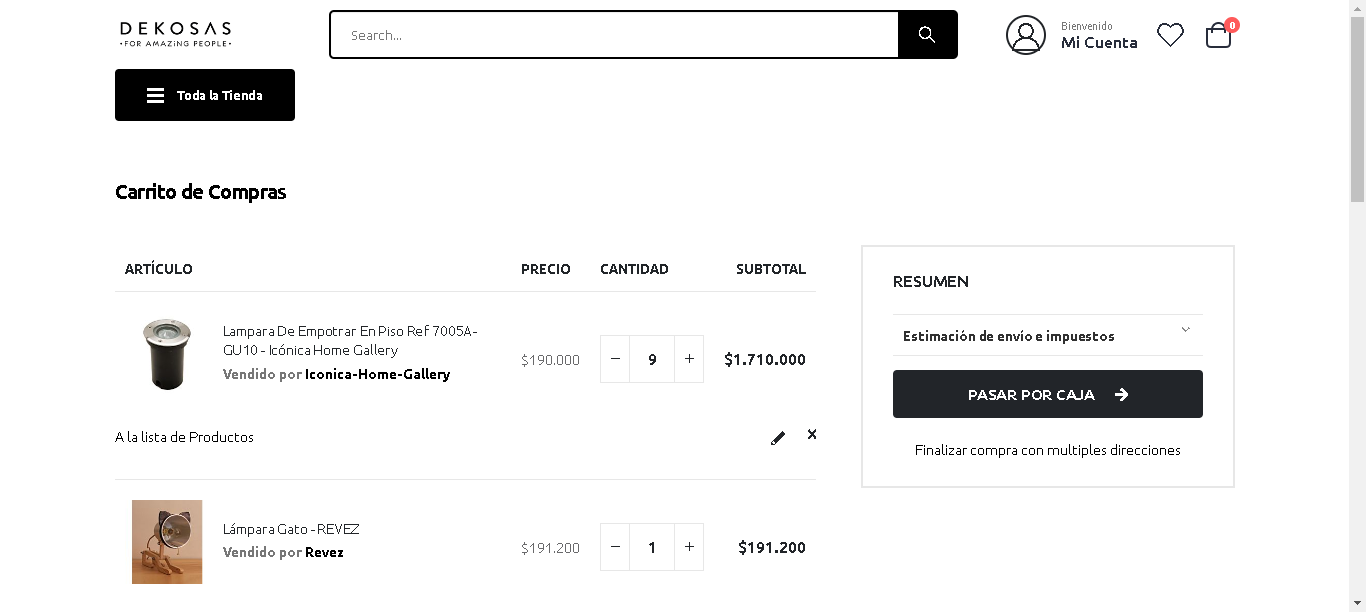 DEKOSAS
•FOR AMAZING PEOPLE•
Search...
Bienvenido
Mi Cuenta
0
Toda la Tienda
Carrito de Compras
ARTÍCULO PRECIO CANTIDAD SUBTOTAL
Lampara De Empotrar En Piso Ref 7005A-
GU10 - Icónica Home Gallery
Vendido por Iconica-Home-Gallery
$190.000 − 9 + $1.710.000
A la lista de Productos
Lámpara Gato - REVEZ
Vendido por Revez
$191.200 − 1 + $191.200
RESUMEN
Estimación de envío e impuestos
PASAR POR CAJA
Finalizar compra con multiples direcciones